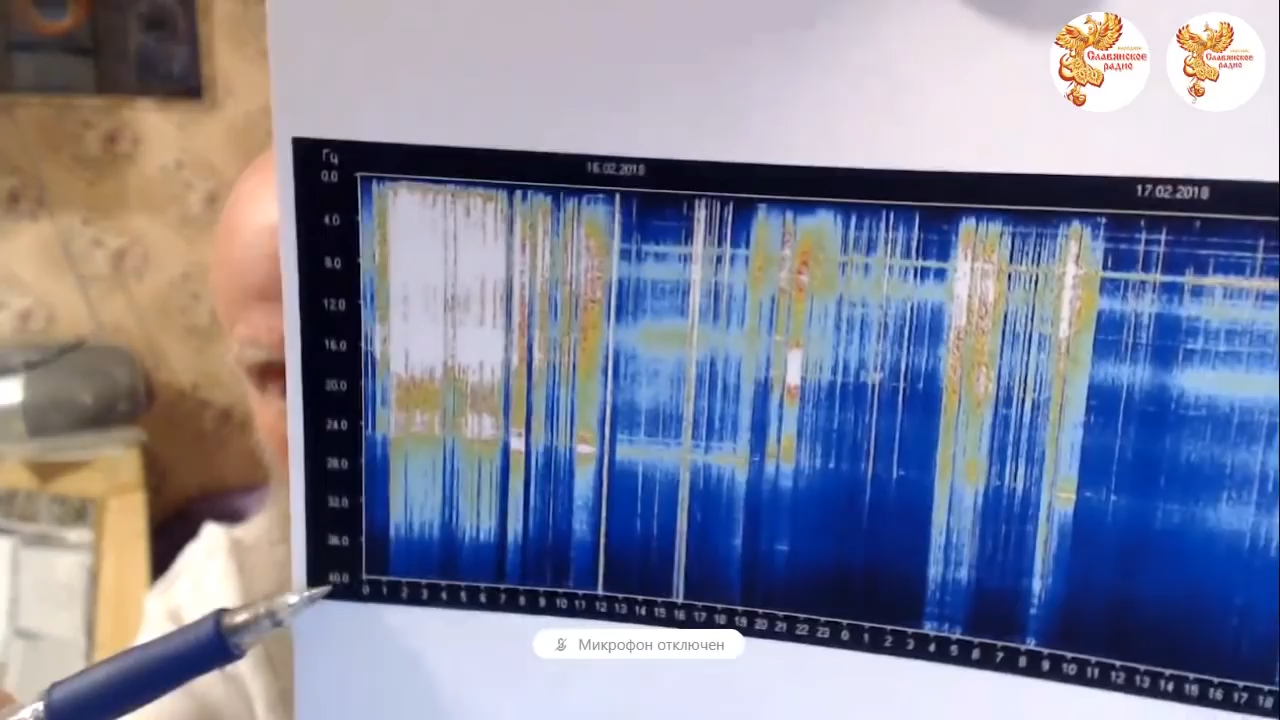 НАРОДНОЕ
Славянское
радио
Славянское
радио
Гц
16.02.2018
17.02.2018
0.0
4.0
8.0
12.0
16.0
20.0
24.0
28.0
32.0
36.0
40.0
0 1 2 3 4 5 6 7 8 9 10 11 12 13 14 15 16 17 18 19 20 21 22 23 0 1 2 3 4 5 6 7 8 9 10 11 12 13 14 15 16 17 18
Микрофон отключен